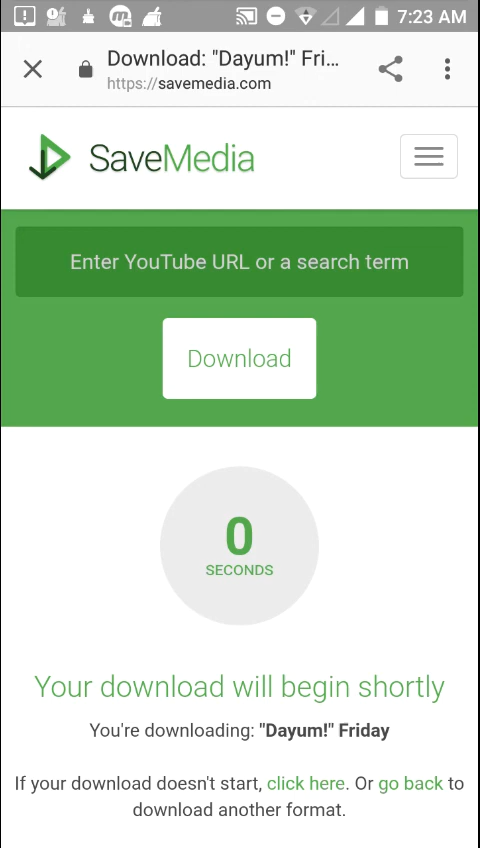 7:23 AM
Download: "Dayum!" Fri...
https://savemedia.com
SaveMedia
Enter YouTube URL or a search term
Download
0
SECONDS
Your download will begin shortly
You're downloading: "Dayum!" Friday
If your download doesn't start, click here. Or go back to
download another format.